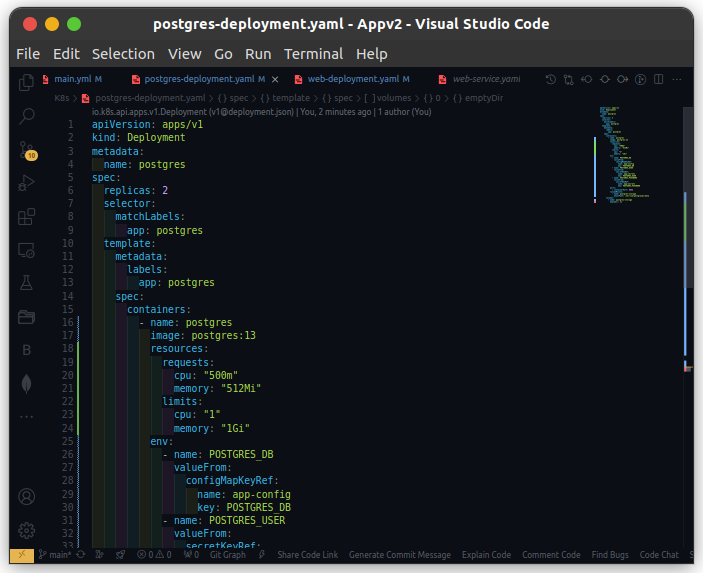 postgres-deployment.yaml - Appv2 - Visual Studio Code
File Edit Selection View Go Run Terminal Help
main.yml M postgres-deployment.yaml M × web-deployment.yaml M web-service.yaml
K8s > postgres-deployment.yaml > {} spec > {} template > {} spec > [ ] volumes > {} 0 > {} emptyDir
io.k8s.api.apps.v1.Deployment (v1@deployment.json) | You, 2 minutes ago | 1 author (You)
1 apiVersion: apps/v1
2 kind: Deployment
3 metadata:
4 name: postgres
5 spec:
6 replicas: 2
7 selector:
8 matchLabels:
9 app: postgres
10 template:
11 metadata:
12 labels:
13 app: postgres
14 spec:
15 containers:
16 - name: postgres
17 image: postgres:13
18 resources:
19 requests:
20 cpu: "500m"
21 memory: "512Mi"
22 limits:
23 cpu: "1"
24 memory: "1Gi"
25 env:
26 - name: POSTGRES_DB
27 valueFrom:
28 configMapKeyRef:
29 name: app-config
30 key: POSTGRES_DB
31 - name: POSTGRES_USER
32 valueFrom:
33 secretKeyRef:
10
B
main* 0 0 0 Git Graph Share Code Link Generate Commit Message Explain Code Comment Code Find Bugs Code Chat S